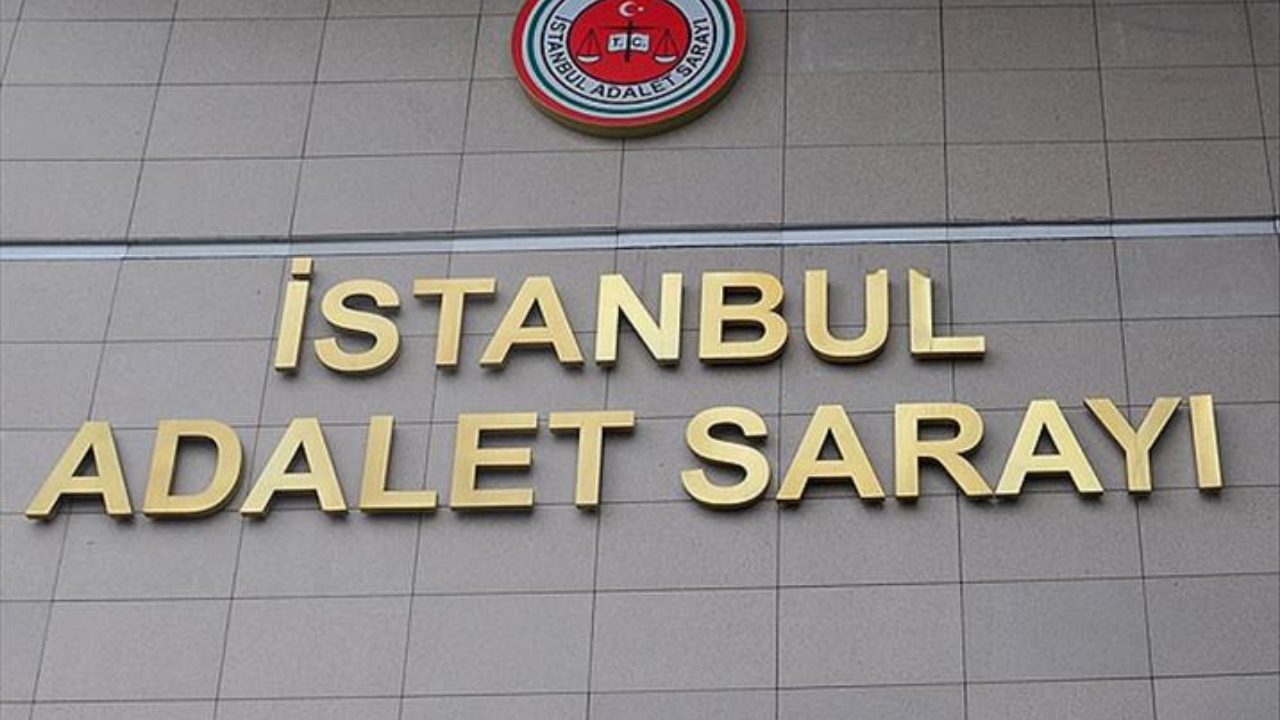 İSTANBUL ADALET SARAYI
T.C.
İSTANBUL
ADALET SARAYI